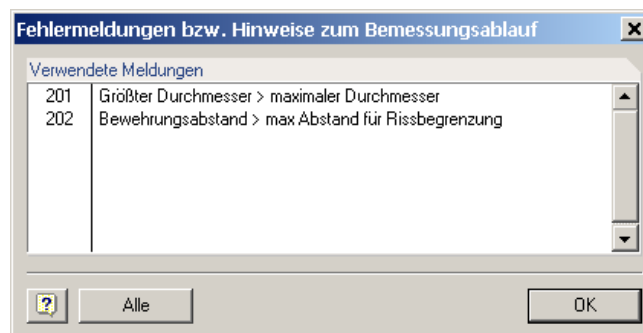 Fehlermeldungen bzw. Hinweise zum Bemessungsablauf
Verwendete Meldungen
201 Größter Durchmesser > maximaler Durchmesser
202 Bewehrungsabstand > max Abstand für Rissbegrenzung
Alle OK